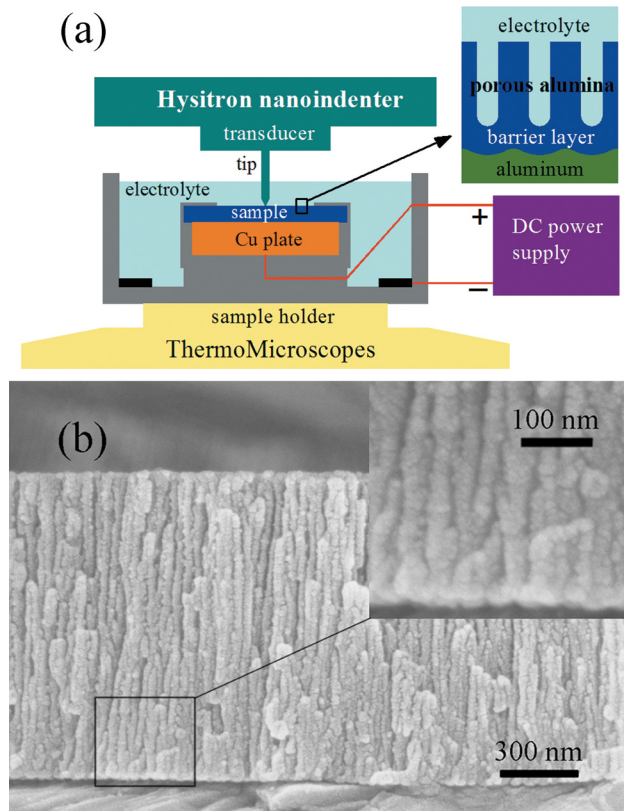 (a)
Hysitron nanoindenter
transducer
tip
electrolyte
sample
Cu plate
sample holder
ThermoMicroscopes
electrolyte
porous alumina
barrier layer
aluminum
+
DC power
supply
−
(b)
100 nm
300 nm